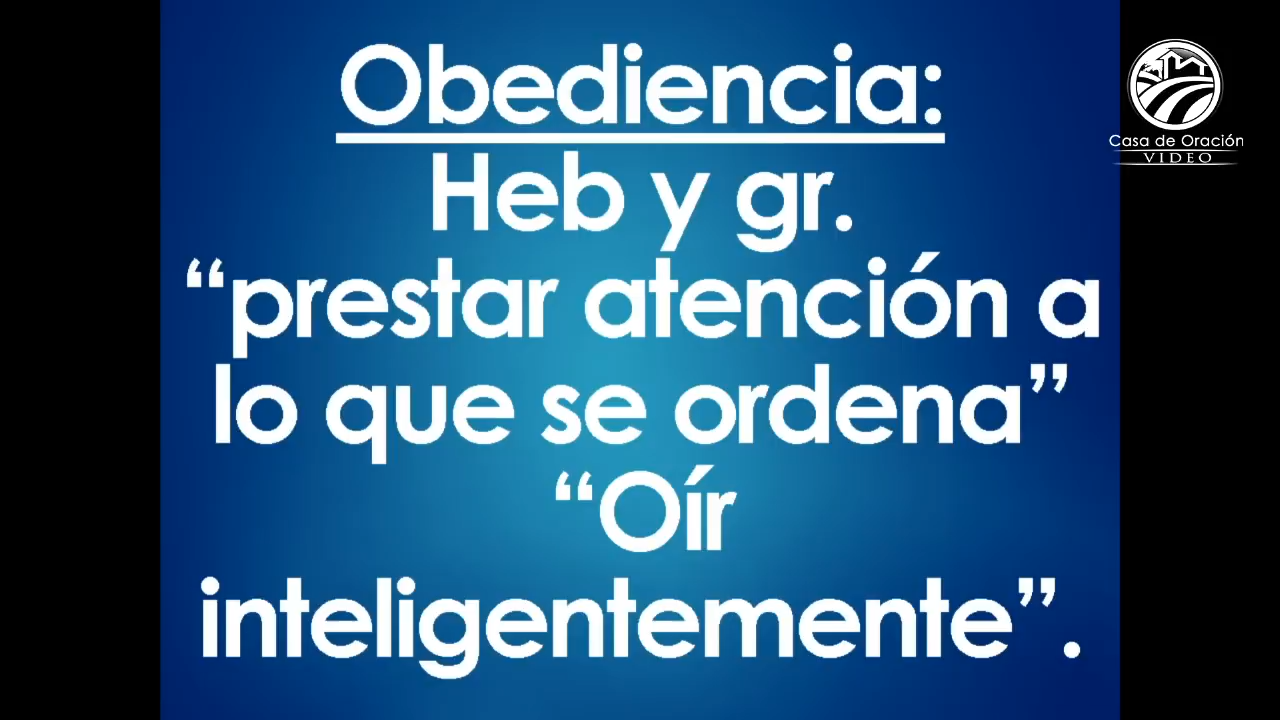 Obediencia:
Heb y gr.
“prestar atención a
lo que se ordena”
“Oír
inteligentemente”.
Casa de Oración
VIDEO